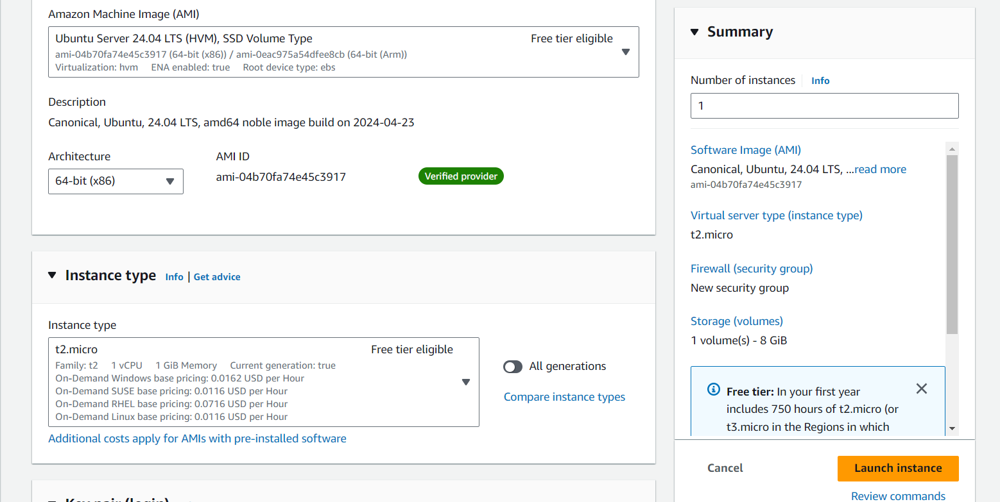 Amazon Machine Image (AMI)
Ubuntu Server 24.04 LTS (HVM), SSD Volume Type
Free tier eligible
ami-04b70fa74e45c3917 (64-bit (x86)) / ami-0eac975a54dfee8cb (64-bit (Arm))
Virtualization: hvm ENA enabled: true Root device type: ebs
Description
Canonical, Ubuntu, 24.04 LTS, amd64 noble image build on 2024-04-23
Architecture
64-bit (x86)
AMI ID
ami-04b70fa74e45c3917
Verified provider
Instance type Info | Get advice
Instance type
t2.micro
Free tier eligible
Family: t2 1 vCPU 1 GiB Memory Current generation: true
On-Demand Windows base pricing: 0.0162 USD per Hour
On-Demand SUSE base pricing: 0.0116 USD per Hour
On-Demand RHEL base pricing: 0.0716 USD per Hour
On-Demand Linux base pricing: 0.0116 USD per Hour
All generations
Compare instance types
Additional costs apply for AMIs with pre-installed software
Key pair (login)
Summary
Number of instances Info
1
Software Image (AMI)
Canonical, Ubuntu, 24.04 LTS, ...read more
ami-04b70fa74e45c3917
Virtual server type (instance type)
t2.micro
Firewall (security group)
New security group
Storage (volumes)
1 volume(s) - 8 GiB
Free tier: In your first year
includes 750 hours of t2.micro (or
t3.micro in the Regions in which
Cancel
Launch instance
Review commands